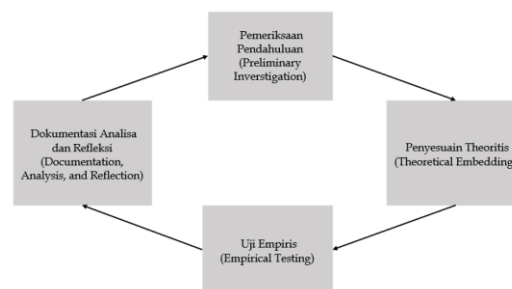 Pemeriksaan
Pendahuluan
(Preliminary
Inverstigation)
Penyesuain Theoritis
(Theoretical Embedding
Uji Empiris
(Empirical Testing)
Dokumentasi Analisa
dan Refleksi
(Documentation,
Analysis, and Reflection)